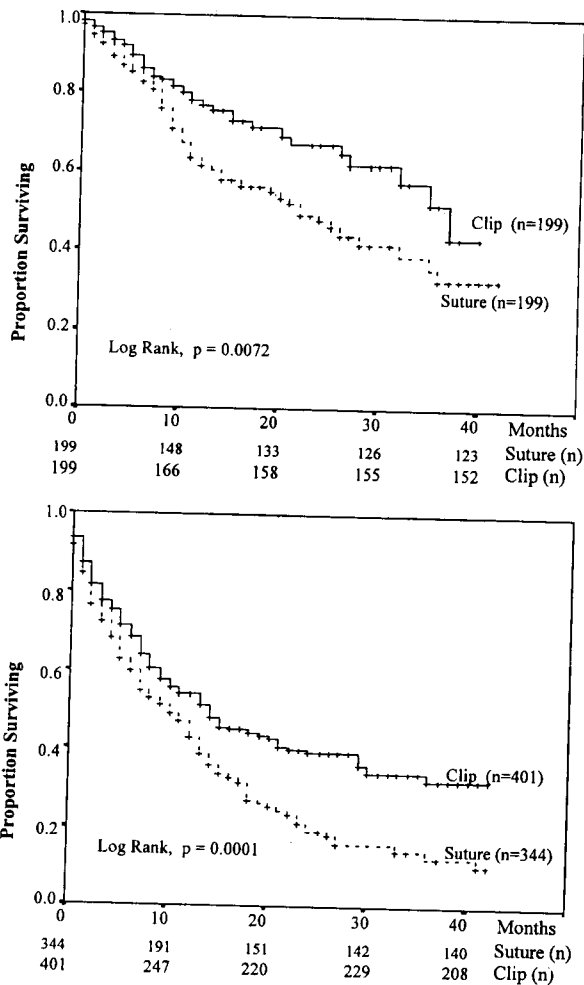 1.0
0.8
0.6
0.4
0.2
0.0
Proportion Surviving
Clip (n=199)
Suture (n=199)
Log Rank, p = 0.0072
0 10 20 30 40 Months
199 148 133 126 123 Suture (n)
199 166 158 155 152 Clip (n)
1.0
0.8
0.6
0.4
0.2
0.0
Proportion Surviving
Clip (n=401)
Suture (n=344)
Log Rank, p = 0.0001
0 10 20 30 40 Months
344 191 151 142 140 Suture (n)
401 247 220 229 208 Clip (n)